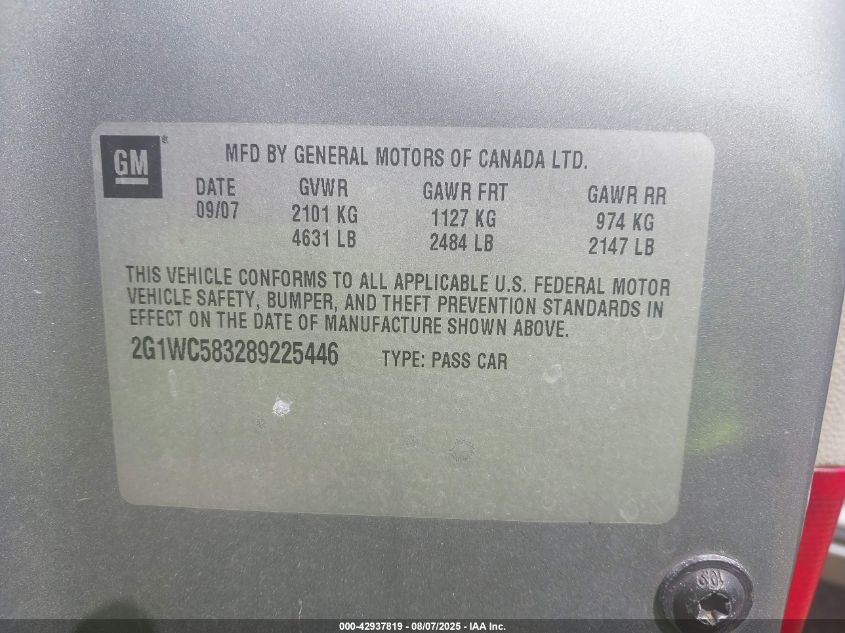 GM
MFD BY GENERAL MOTORS OF CANADA LTD.
DATE GVWR GAWR FRT GAWR RR
09/07 2101 KG 1127 KG 974 KG
4631 LB 2484 LB 2147 LB
THIS VEHICLE CONFORMS TO ALL APPLICABLE U.S. FEDERAL MOTOR
VEHICLE SAFETY, BUMPER, AND THEFT PREVENTION STANDARDS IN
EFFECT ON THE DATE OF MANUFACTURE SHOWN ABOVE.
2G1WC583289225446 TYPE: PASS CAR
000-42937819 - 08/07/2025 - IAA Inc.